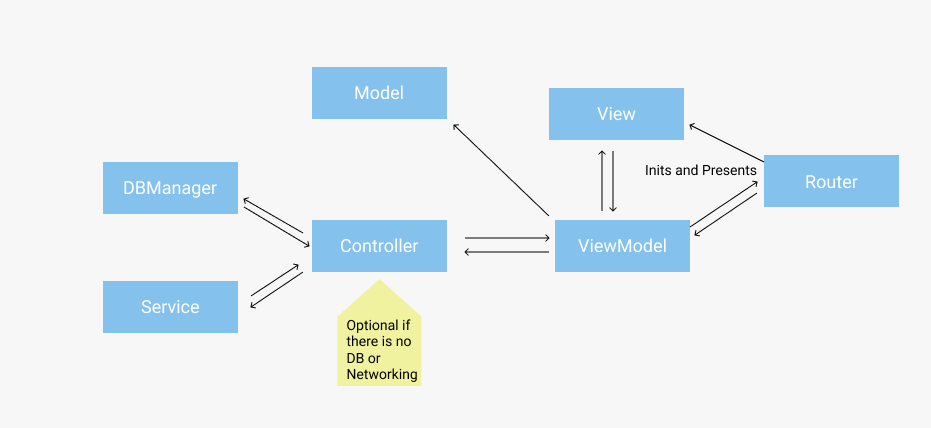 Model
View
Inits and Presents
Router
DBManager
Controller
ViewModel
Service
Optional if
there is no
DB or
Networking